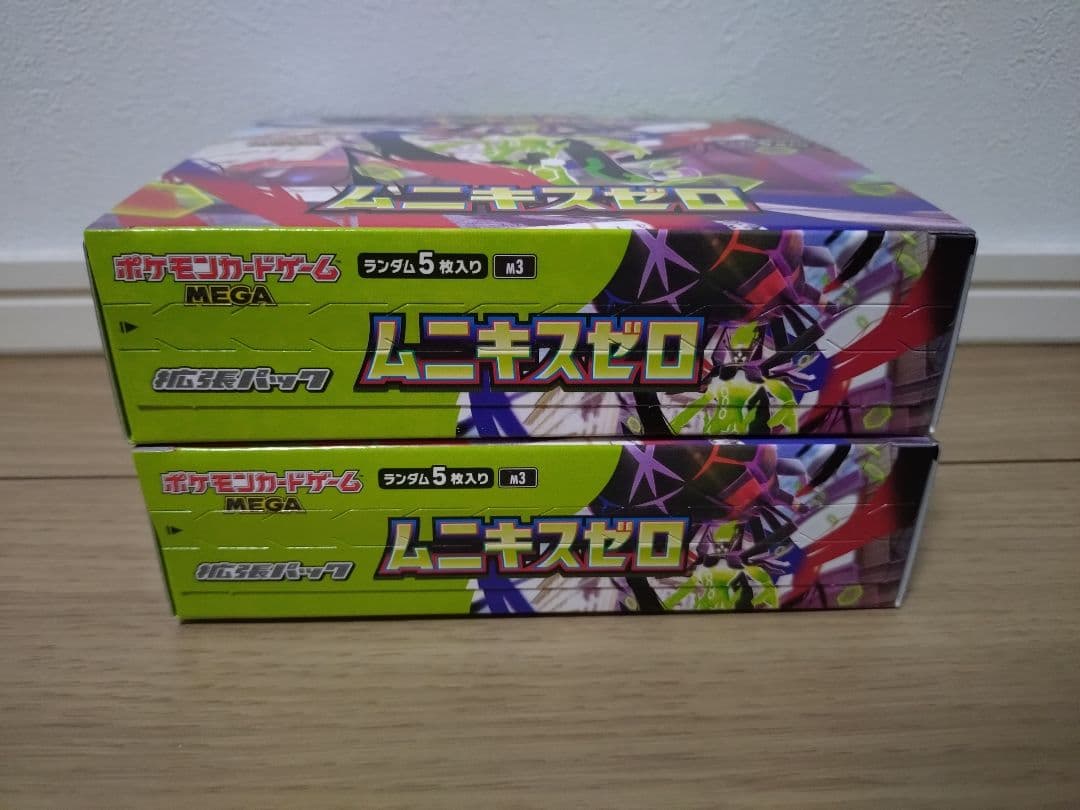 ムニキスゼロ
ポケモンカードゲーム
MEGA
ランダム5枚入り M3
ムニキスゼロ
拡張パック
ポケモンカードゲーム
MEGA
ランダム5枚入り M3
ムニキスゼロ
拡張パック